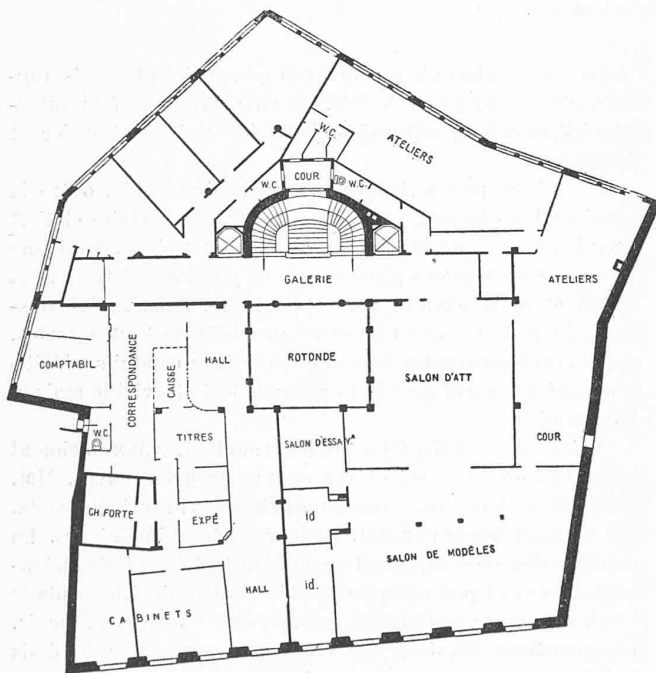 W.C.
ATELIERS
W.C.
COUR
W.C.
GALERIE
ATELIERS
COMPTABIL.
CORRESPONDANCE
CAISSE
HALL
ROTONDE
SALON D'ATT
W.C.
TITRES
SALON D'ESSAY.
COUR
CH. FORTE
EXPÉ
Id
SALON DE MODÈLES
CABINETS
HALL
id.